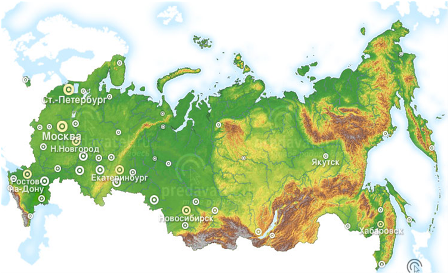 Ст.-Петербург
Москва
Н.Новгород
Ростов
на-Дону
Екатеринбург
Якутск
Новосибирск
Хабаровск